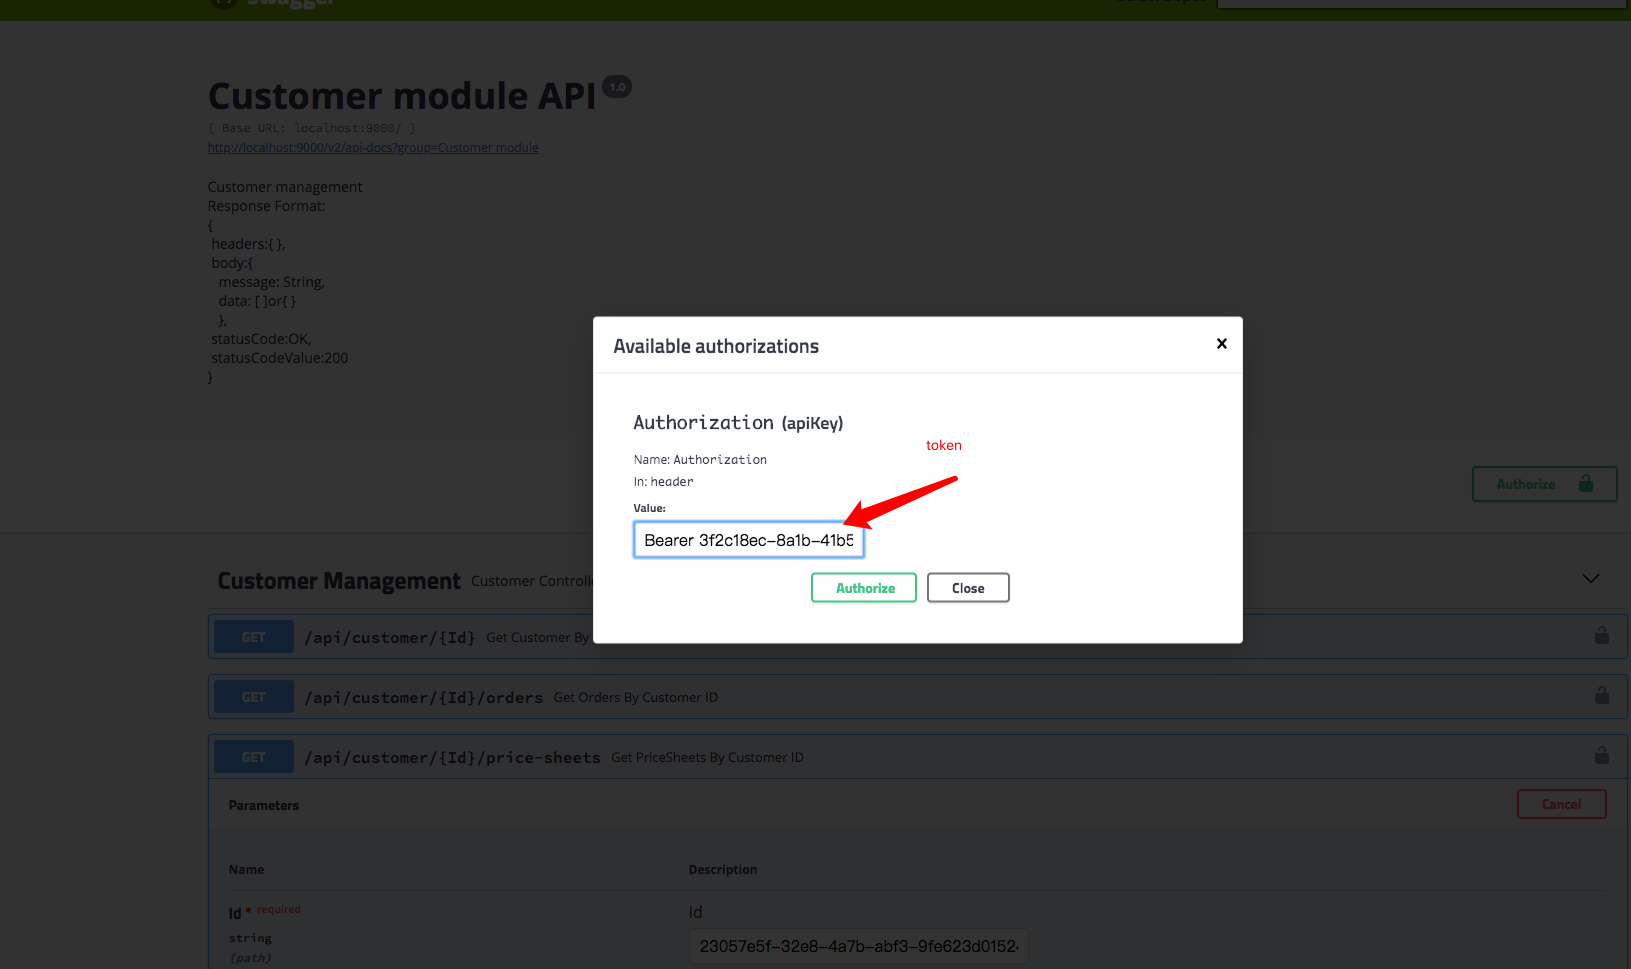 swagger
Customer module API 1.0
[ Base URL: localhost:9000/ ]
http://localhost:9000/v2/api-docs?group=Customer module
Customer management
Response Format:
{
headers:{ },
body:{
message: String,
data: [ ]or{ }
},
statusCode:OK,
statusCodeValue:200
}
Available authorizations
Authorization (apiKey)
token
Name: Authorization
In: header
Value:
Bearer 3f2c18ec-8a1b-41b5
Authorize Close
Authorize
Customer Management Customer Controlle
GET /api/customer/{Id} Get Customer By
GET /api/customer/{Id}/orders Get Orders By Customer ID
GET /api/customer/{Id}/price-sheets Get PriceSheets By Customer ID
Parameters Cancel
Name Description
Id * required Id
string
(path)
23057e5f-32e8-4a7b-abf3-9fe623d0152